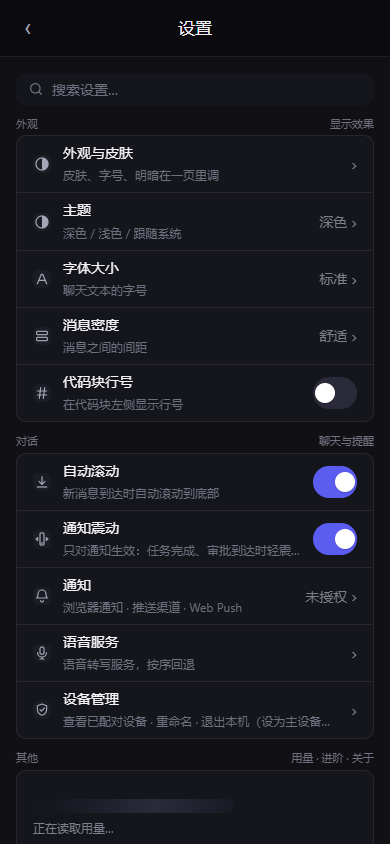 设置
搜索设置...
外观 显示效果
外观与皮肤
皮肤、字号、明暗在一页里调
主题
深色 / 浅色 / 跟随系统
深色
字体大小
聊天文本的字号
标准
消息密度
消息之间的间距
舒适
代码块行号
在代码块左侧显示行号
对话 聊天与提醒
自动滚动
新消息到达时自动滚动到底部
通知震动
只对通知生效：任务完成、审批到达时轻震...
通知
浏览器通知 · 推送渠道 · Web Push
未授权
语音服务
语音转写服务，按序回退
设备管理
查看已配对设备 · 重命名 · 退出本机（设为主设备...
其他 用量 · 进阶 · 关于
正在读取用量...